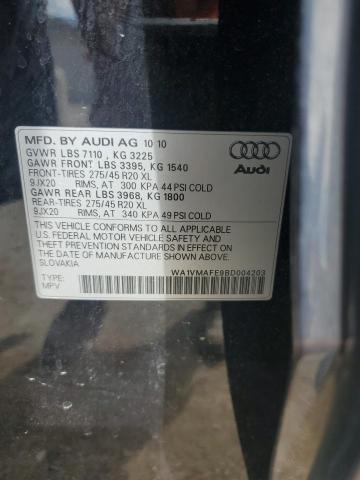 MFD. BY AUDI AG 10 10
GVWR LBS 7110 , KG 3225
GAWR FRONT LBS 3395, KG 1540
FRONT-TIRES 275/45 R20 XL
9JX20 RIMS, AT 300 KPA 44 PSI COLD
GAWR REAR LBS 3968, KG 1800
REAR-TIRES 275/45 R20 XL
9JX20 RIMS, AT 340 KPA 49 PSI COLD
Audi
THIS VEHICLE CONFORMS TO ALL APPLICABLE
U.S. FEDERAL MOTOR VEHICLE SAFETY AND
THEFT PREVENTION STANDARDS IN EFFECT ON
THE DATE OF MANUFACTURE SHOWN ABOVE.
SLOVAKIA
TYPE:
MPV
WA1VMAFE9BD004203